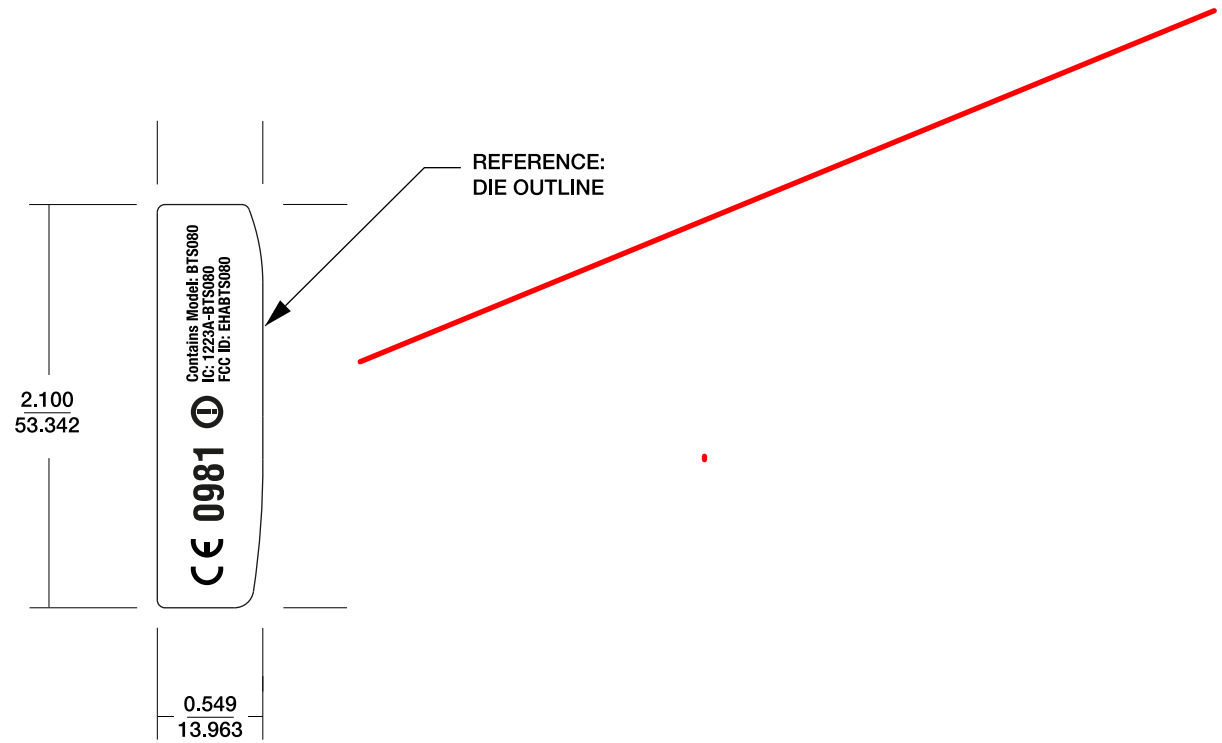 REFERENCE:
DIE OUTLINE
Contains Model: BTS080
IC: 1223A-BTS080
FCC ID: EHABTS080
CE 0981
2.100
53.342
0.549
13.963